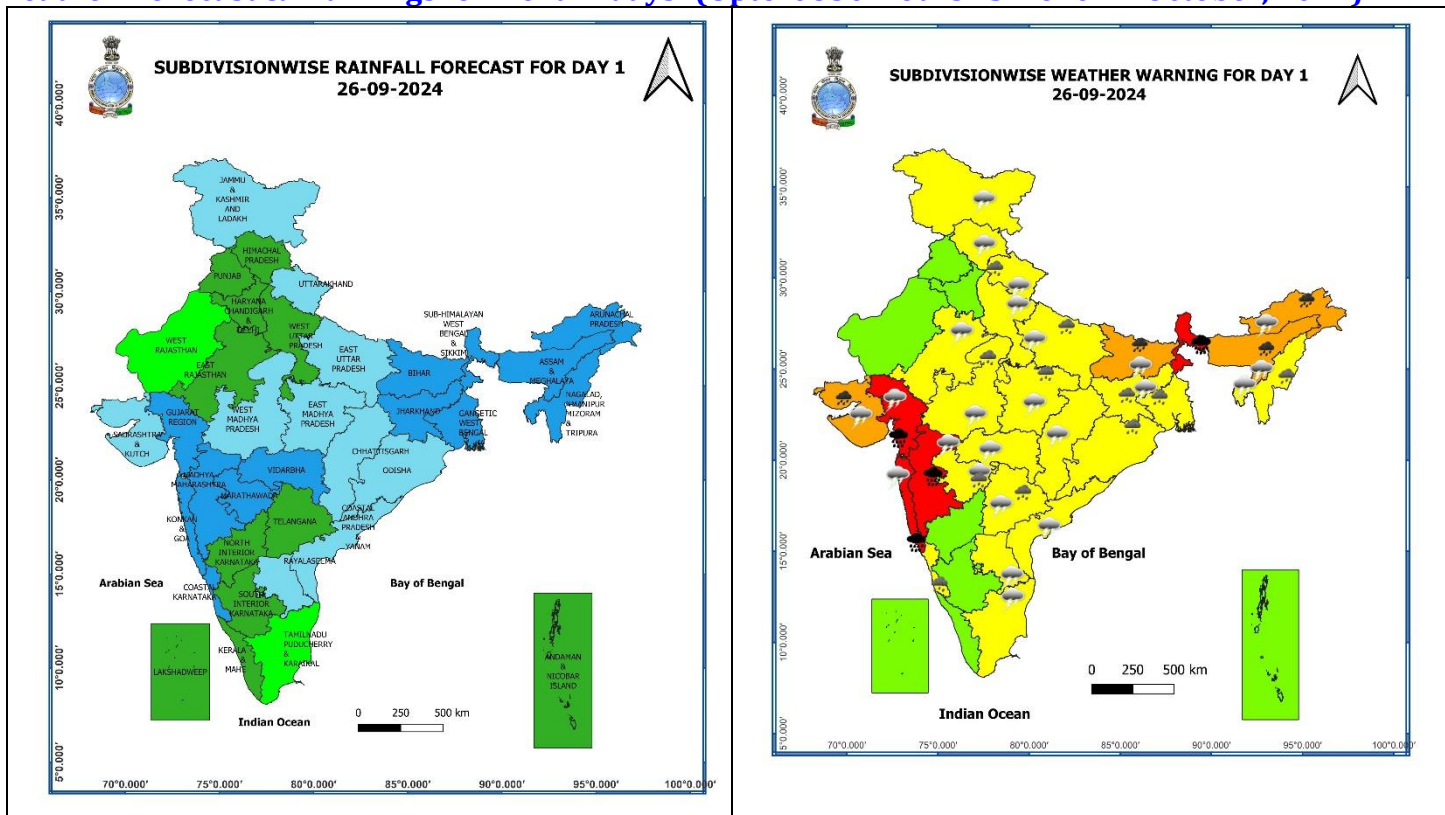 SUBDIVISIONWISE RAINFALL FORECAST FOR DAY 1
26-09-2024
40°0.000'
35°0.000'
30°0.000'
25°0.000'
20°0.000'
15°0.000'
10°0.000'
5°0.000'
JAMMU
&
KASHMIR
AND
LADAKH
HIMACHAL
PRADESH
PUNJAB
UTTARAKHAND
HARYANA
CHANDIGARH
&
DELHI
WEST
UTTAR
PRADESH
WEST
RAJASTHAN
EAST
RAJASTHAN
EAST
UTTAR
PRADESH
SUB-HIMALAYAN
WEST
BENGAL
&
SIKKIM
ARUNACHAL
PRADESH
ASSAM
&
MEGHALAYA
NAGALAD,
MANIPUR
MIZORAM
&
TRIPURA
BIHAR
JHARKHAND
GANGETIC
WEST
BENGAL
GUJARAT
REGION
SAURASHTRA
&
KUTCH
WEST
MADHYA
PRADESH
EAST
MADHYA
PRADESH
CHHATITSGARH
ODISHA
VIDARBHA
MADHYA
MAHARASHTRA
MARATHAWADA
KONKAN
&
GOA
TELANGANA
COASTAL
ANDHRA
PRADESH
&
YANAM
NORTH
INTERIOR
KARNATAKA
RAYALASEEMA
COASTAL
KARNATAKA
SOUTH
INTERIOR
KARNATAKA
TAMILNADU
PUDUCHERRY
&
KARAIKAL
KERALA
&
MAHE
LAKSHADWEEP
ANDAMAN
&
NICOBAR
ISLAND
Arabian Sea
Bay of Bengal
Indian Ocean
0 250 500 km
70°0.000' 75°0.000' 80°0.000' 85°0.000' 90°0.000' 95°0.000' 100°0.000'
SUBDIVISIONWISE WEATHER WARNING FOR DAY 1
26-09-2024
40°0.000'
35°0.000'
30°0.000'
25°0.000'
20°0.000'
15°0.000'
10°0.000'
5°0.000'
Arabian Sea
Bay of Bengal
Indian Ocean
0 250 500 km
70°0.000' 75°0.000' 80°0.000' 85°0.000' 90°0.000' 95°0.000' 100°0.000'